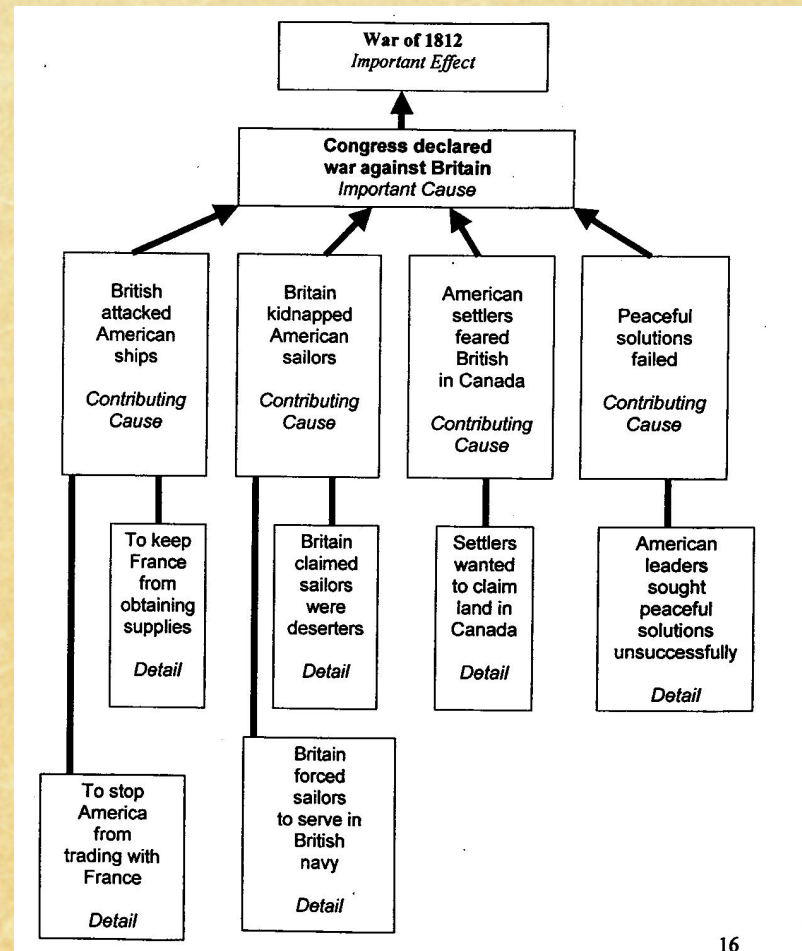 War of 1812
Important Effect
Congress declared
war against Britain
Important Cause
British
attacked
American
ships
Contributing
Cause
Britain
kidnapped
American
sailors
Contributing
Cause
American
settlers
feared
British
in Canada
Contributing
Cause
Peaceful
solutions
failed
Contributing
Cause
To keep
France
from
obtaining
supplies
Detail
Britain
claimed
sailors
were
deserters
Detail
Settlers
wanted
to claim
land in
Canada
Detail
American
leaders
sought
peaceful
solutions
unsuccessfully
Detail
To stop
America
from
trading with
France
Detail
Britain
forced
sailors
to serve in
British
navy
Detail
16